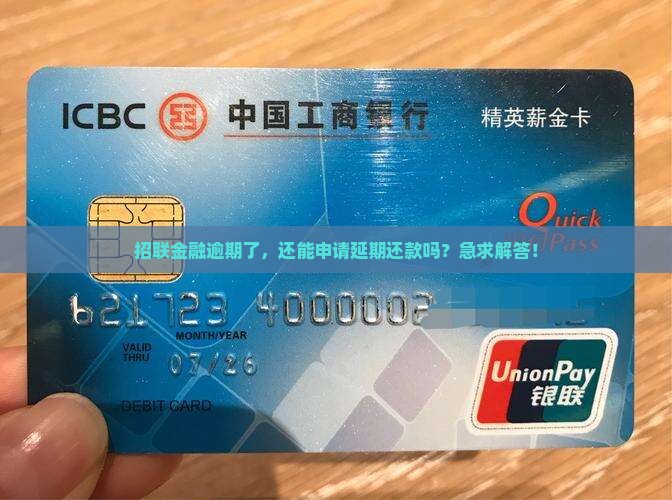 ICBC 中国工商银行 精英薪金卡
Quick
Pass
招联金融逾期了，还能申请延期还款吗？急求解答！
621723 4000002
MONTH/YEAR
VALID
THRU
07/26
DEBIT CARD
UnionPay
银联